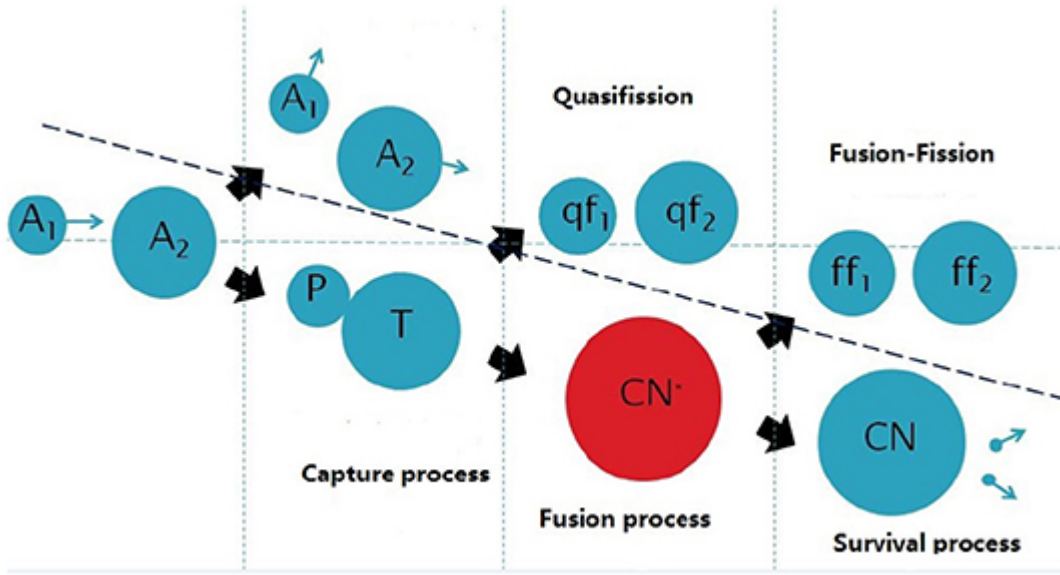 A₁
A₂
A₁
A₂
P
T
Capture process
Quasifission
qf₁
qf₂
CN*
Fusion process
Fusion-Fission
ff₁
ff₂
CN
Survival process